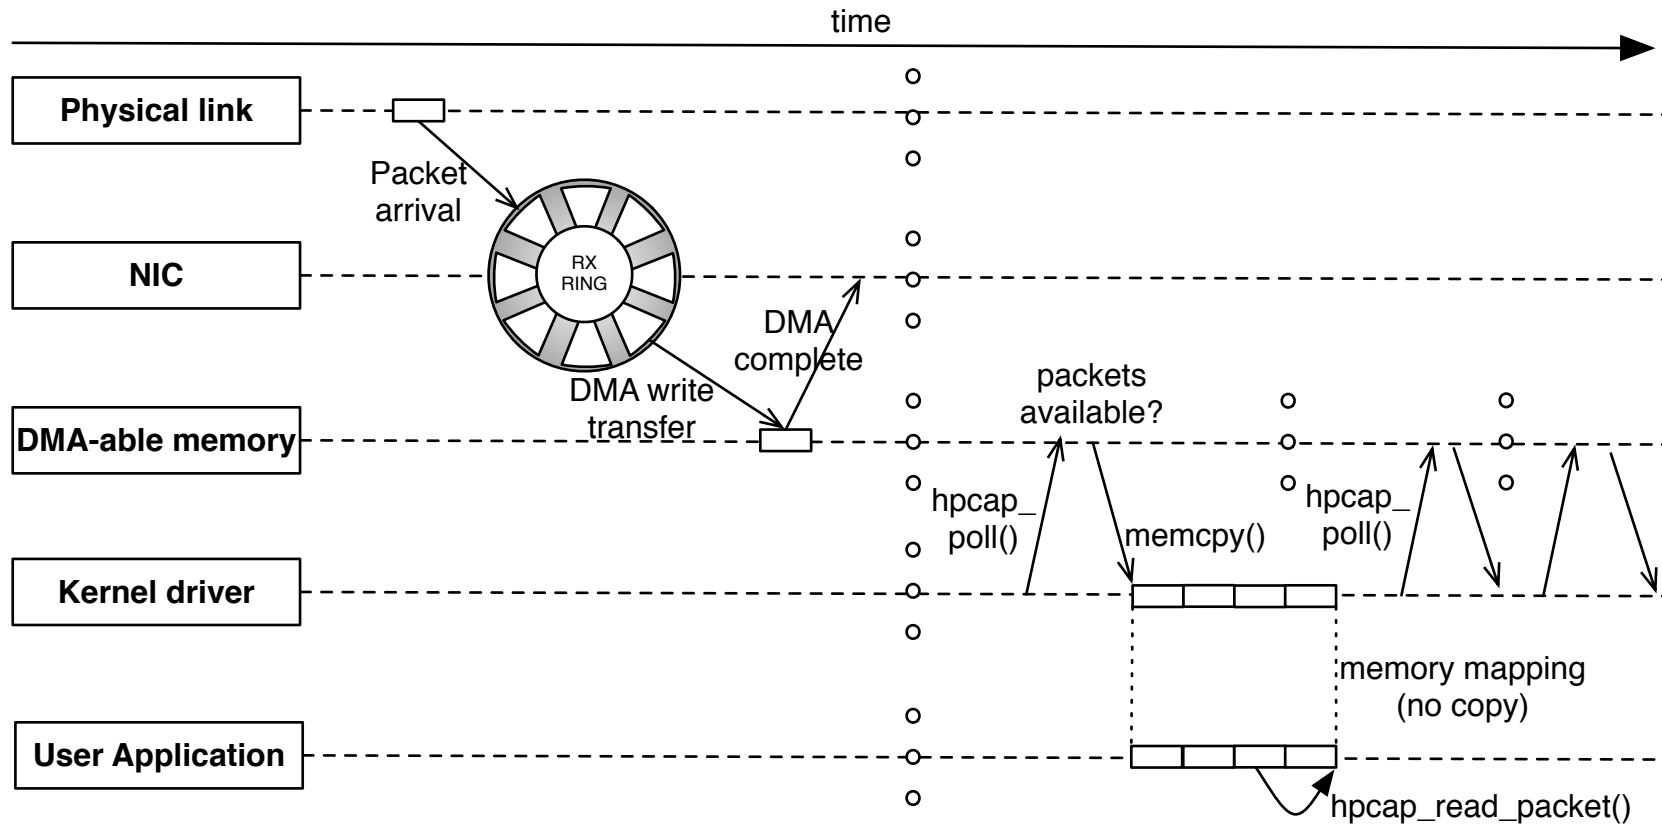 time
Physical link
Packet
arrival
NIC
RX
RING
DMA
complete
DMA write
transfer
packets
available?
DMA-able memory
hpcap_
poll()
memcpy()
hpcap_
poll()
Kernel driver
memory mapping
(no copy)
User Application
hpcap_read_packet()